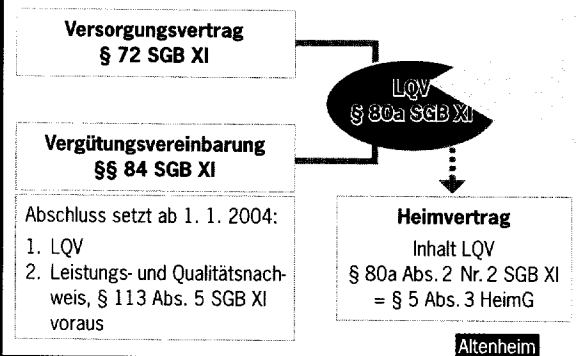 Versorgungsvertrag
§ 72 SGB XI
LQV
§ 80a SGB XI
Vergütungsvereinbarung
§§ 84 SGB XI
Abschluss setzt ab 1. 1. 2004:
1. LQV
2. Leistungs- und Qualitätsnach-
weis, § 113 Abs. 5 SGB XI
voraus
Heimvertrag
Inhalt LQV
§ 80a Abs. 2 Nr. 2 SGB XI
= § 5 Abs. 3 HeimG
Altenheim